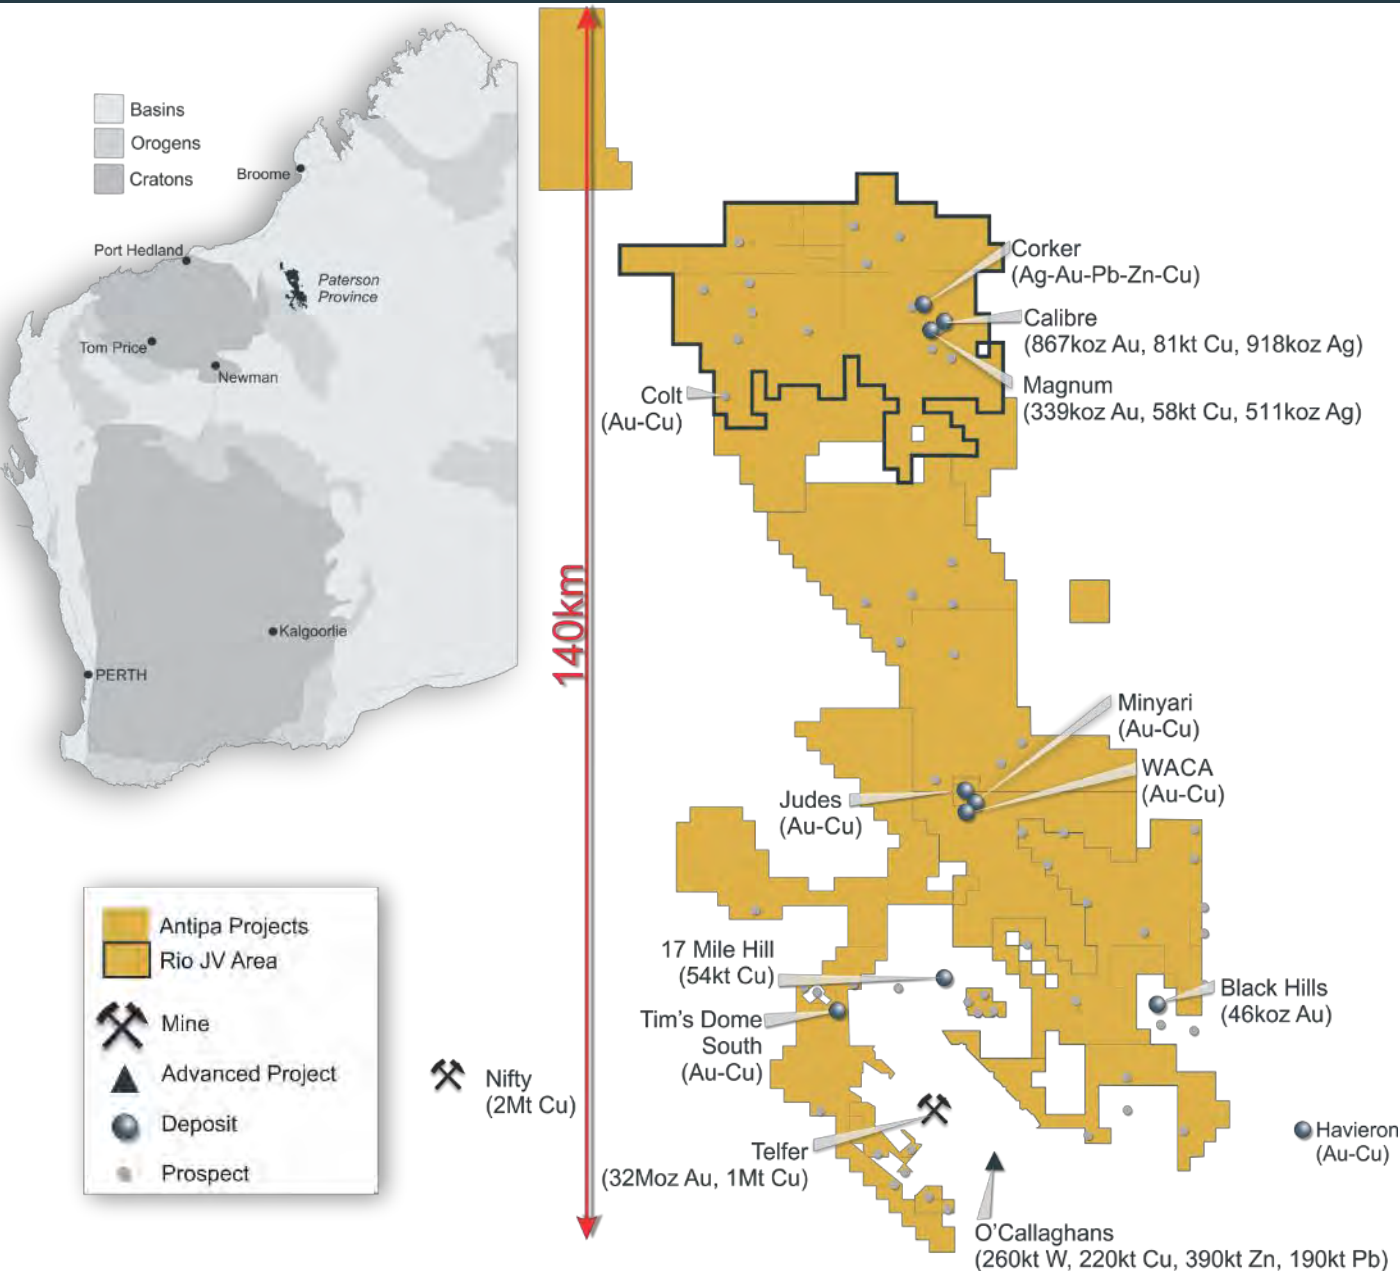 Basins
Orogens
Cratons
Broome
Port Hedland
Paterson
Province
Tom Price
Newman
Kalgoorlie
PERTH
140km
Corker
(Ag-Au-Pb-Zn-Cu)
Calibre
(867koz Au, 81kt Cu, 918koz Ag)
Magnum
(339koz Au, 58kt Cu, 511koz Ag)
Colt
(Au-Cu)
Minyari
(Au-Cu)
WACA
(Au-Cu)
Judes
(Au-Cu)
17 Mile Hill
(54kt Cu)
Tim's Dome
South
(Au-Cu)
Black Hills
(46koz Au)
Nifty
(2Mt Cu)
Telfer
(32Moz Au, 1Mt Cu)
Havieron
(Au-Cu)
O'Callaghans
(260kt W, 220kt Cu, 390kt Zn, 190kt Pb)
Antipa Projects
Rio JV Area
Mine
Advanced Project
Deposit
Prospect